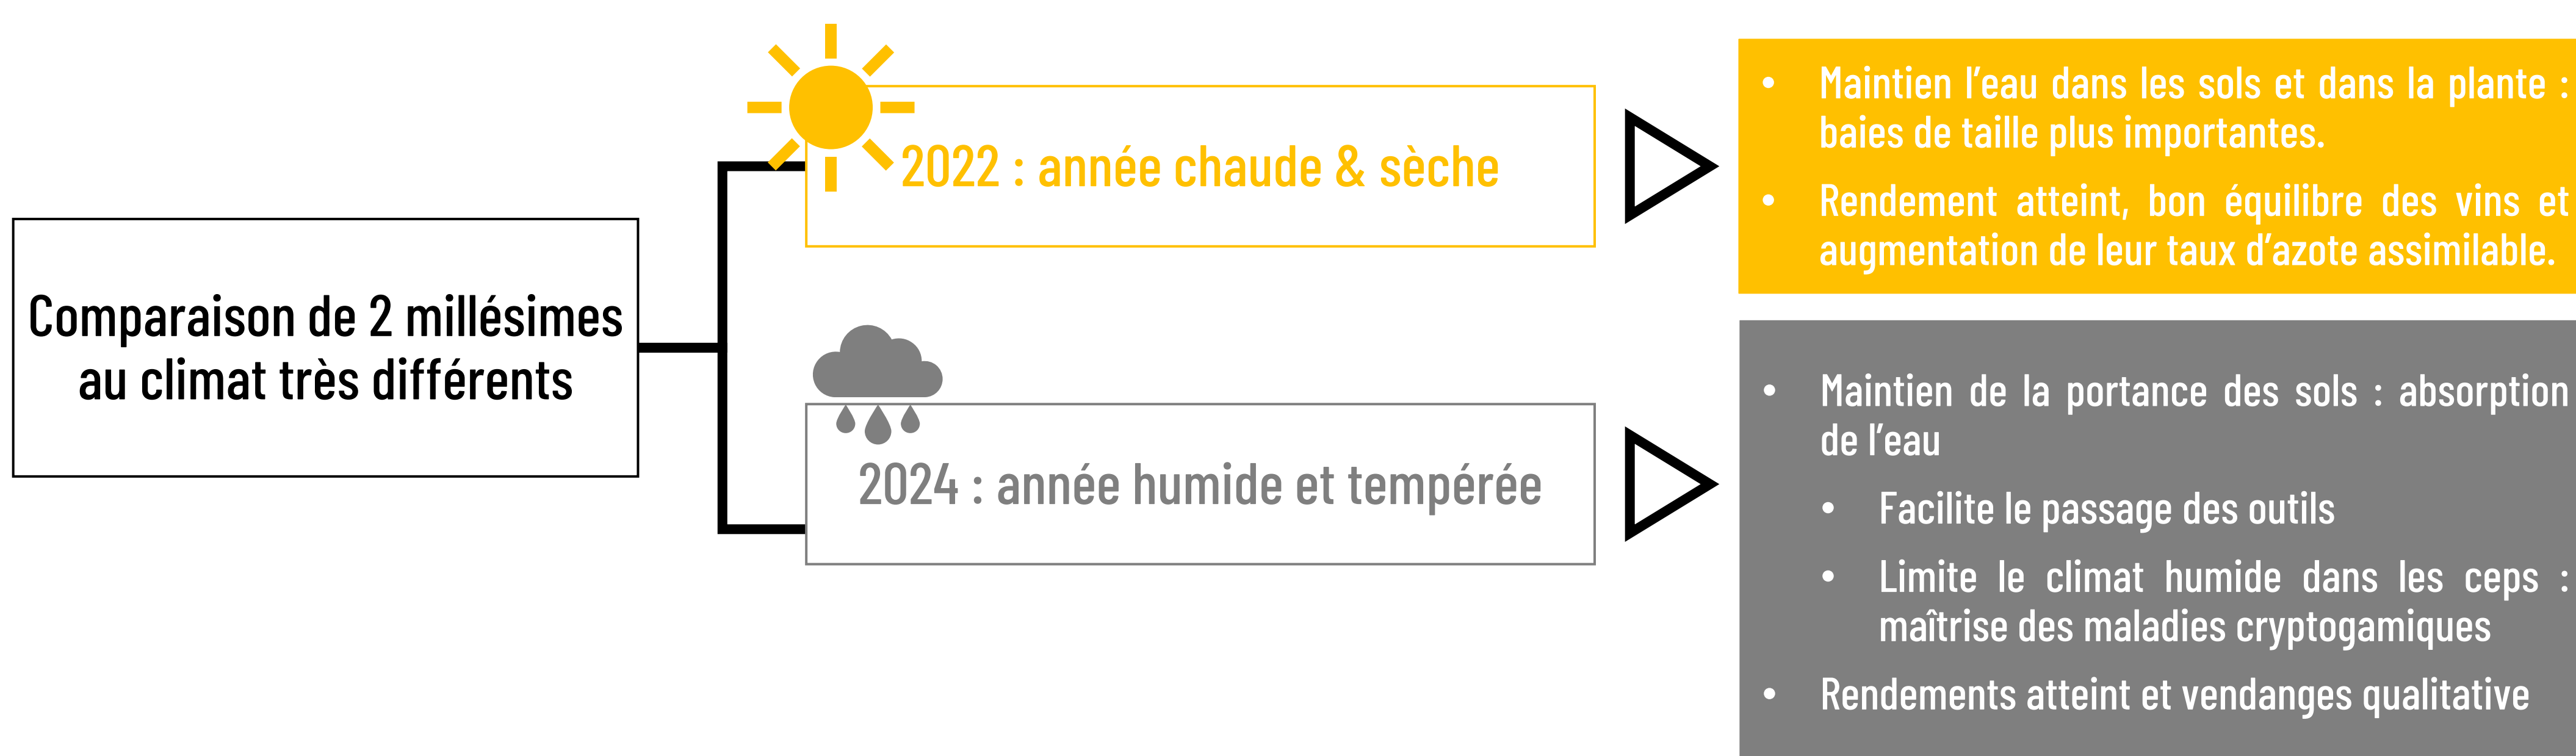 Comparaison de 2 millésimes
au climat très différents
2022 : année chaude & sèche
• Maintien l'eau dans les sols et dans la plante :
baies de taille plus importantes.
• Rendement atteint, bon équilibre des vins et
augmentation de leur taux d'azote assimilable.
2024 : année humide et tempérée
• Maintien de la portance des sols : absorption
de l'eau
• Facilite le passage des outils
• Limite le climat humide dans les ceps :
maîtrise des maladies cryptogamiques
• Rendements atteint et vendanges qualitative